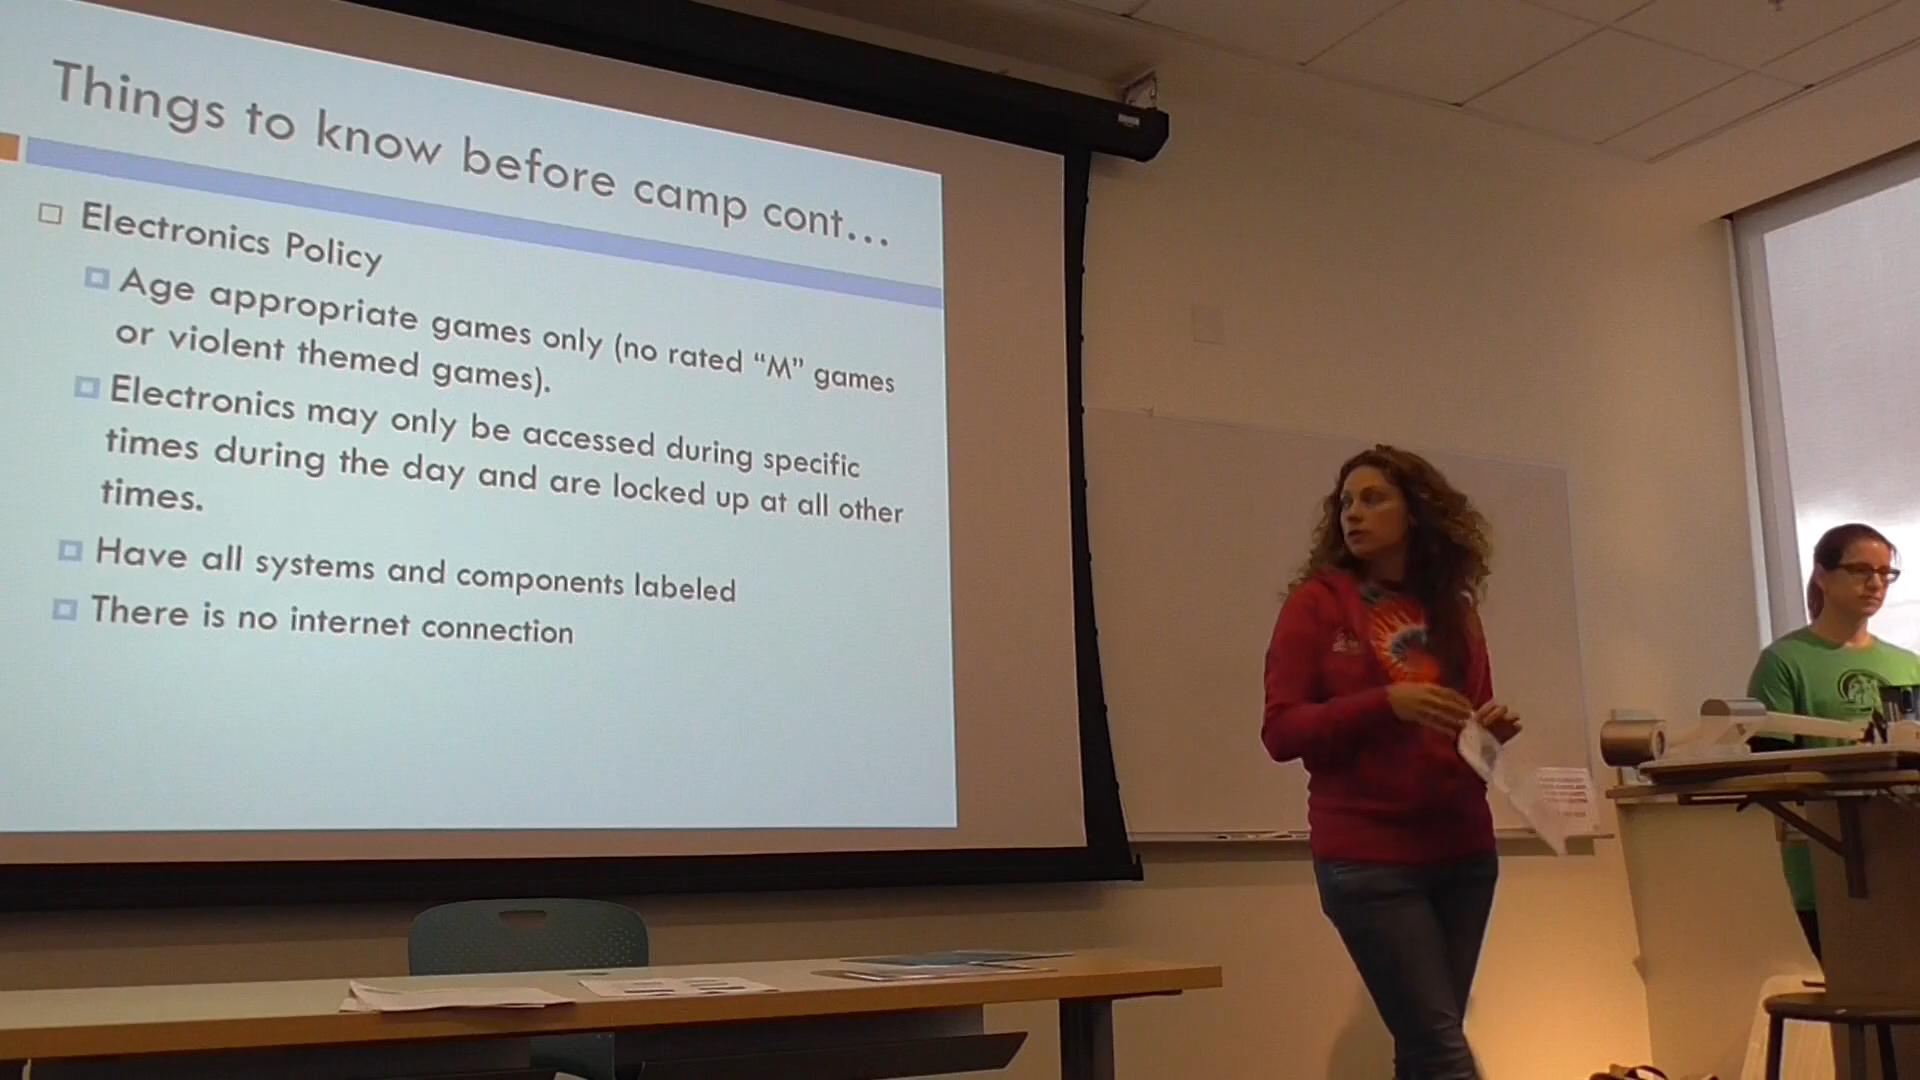 Things to know before camp cont...
Electronics Policy
Age appropriate games only (no rated “M” games
or violent themed games).
Electronics may only be accessed during specific
times during the day and are locked up at all other
times.
Have all systems and components labeled
There is no internet connection